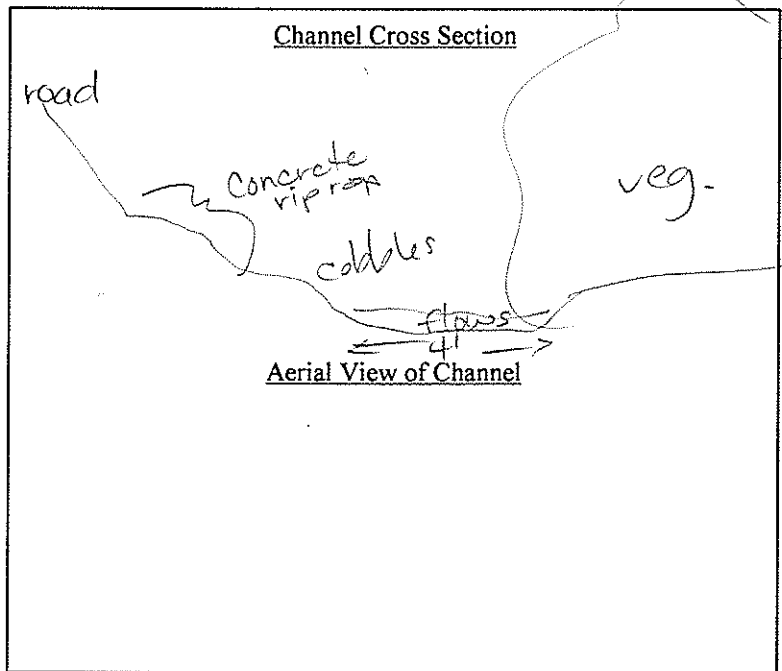 Channel Cross Section
road
Concrete
rip rap
veg.
cobbles
flows
4'
Aerial View of Channel